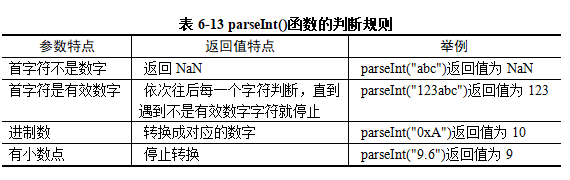 表 6-13 parseInt()函数的判断规则
参数特点 返回值特点 举例
首字符不是数字 返回 NaN parseInt("abc")返回值为 NaN
首字符是有效数字 依次往后每一个字符判断，直到 parseInt("123abc")返回值为 123
遇到不是有效数字字符就停止
进制数 转换成对应的数字 parseInt("0xA")返回值为 10
有小数点 停止转换 parseInt("9.6")返回值为 9